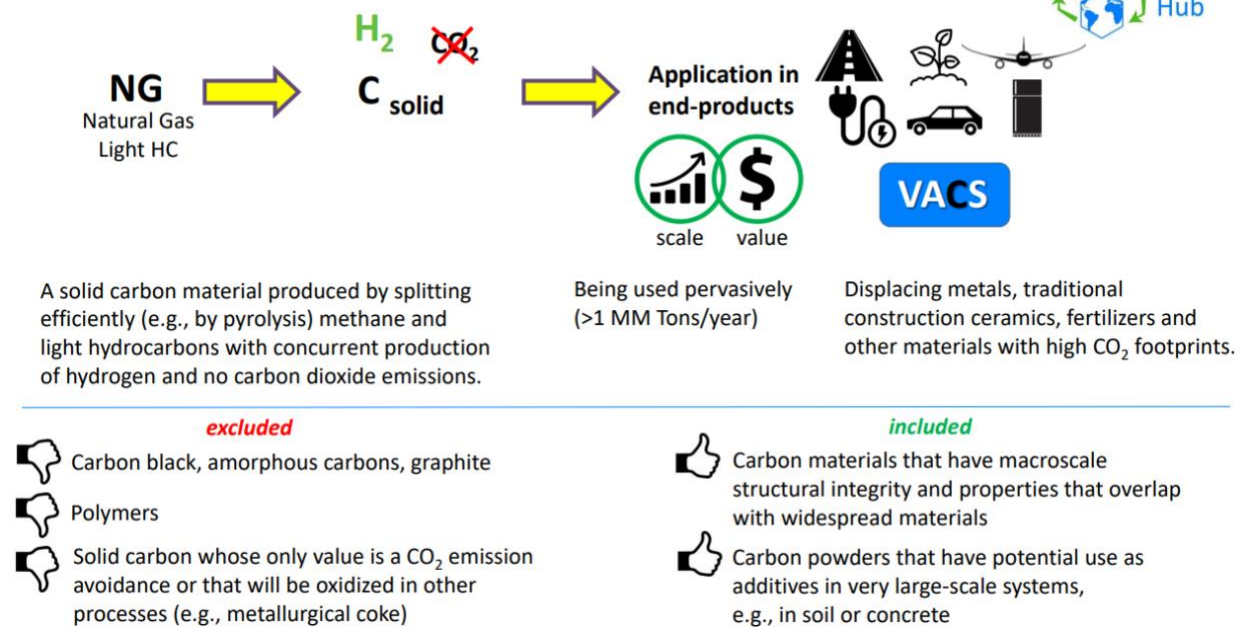 Hub
H₂
CO₂
NG
Natural Gas
Light HC
C solid
Application in
end-products
scale
value
VACS
A solid carbon material produced by splitting
efficiently (e.g., by pyrolysis) methane and
light hydrocarbons with concurrent production
of hydrogen and no carbon dioxide emissions.
Being used pervasively
(>1 MM Tons/year)
Displacing metals, traditional
construction ceramics, fertilizers and
other materials with high CO₂ footprints.
excluded
Carbon black, amorphous carbons, graphite
Polymers
Solid carbon whose only value is a CO₂ emission
avoidance or that will be oxidized in other
processes (e.g., metallurgical coke)
included
Carbon materials that have macroscale
structural integrity and properties that overlap
with widespread materials
Carbon powders that have potential use as
additives in very large-scale systems,
e.g., in soil or concrete